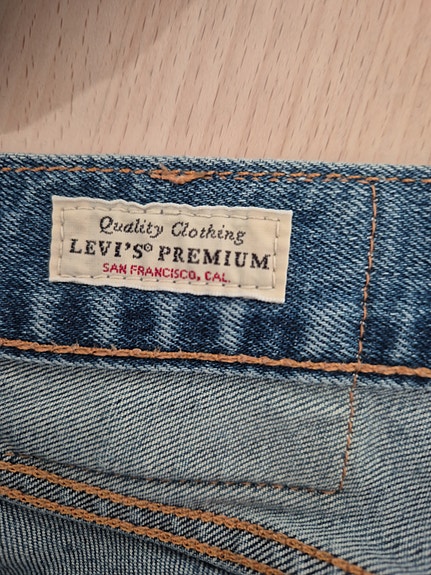 Quality Clothing
LEVI'S® PREMIUM
SAN FRANCISCO, CAL.